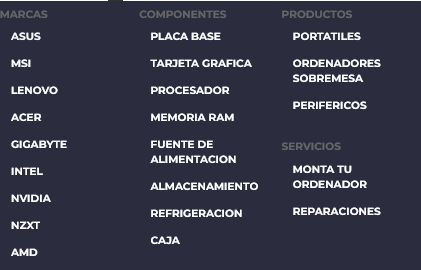 MARCAS
ASUS
MSI
LENOVO
ACER
GIGABYTE
INTEL
NVIDIA
NZXT
AMD
COMPONENTES
PLACA BASE
TARJETA GRAFICA
PROCESADOR
MEMORIA RAM
FUENTE DE
ALIMENTACION
ALMACENAMIENTO
REFRIGERACION
CAJA
PRODUCTOS
PORTATILES
ORDENADORES
SOBREMESA
PERIFERICOS
SERVICIOS
MONTA TU
ORDENADOR
REPARACIONES